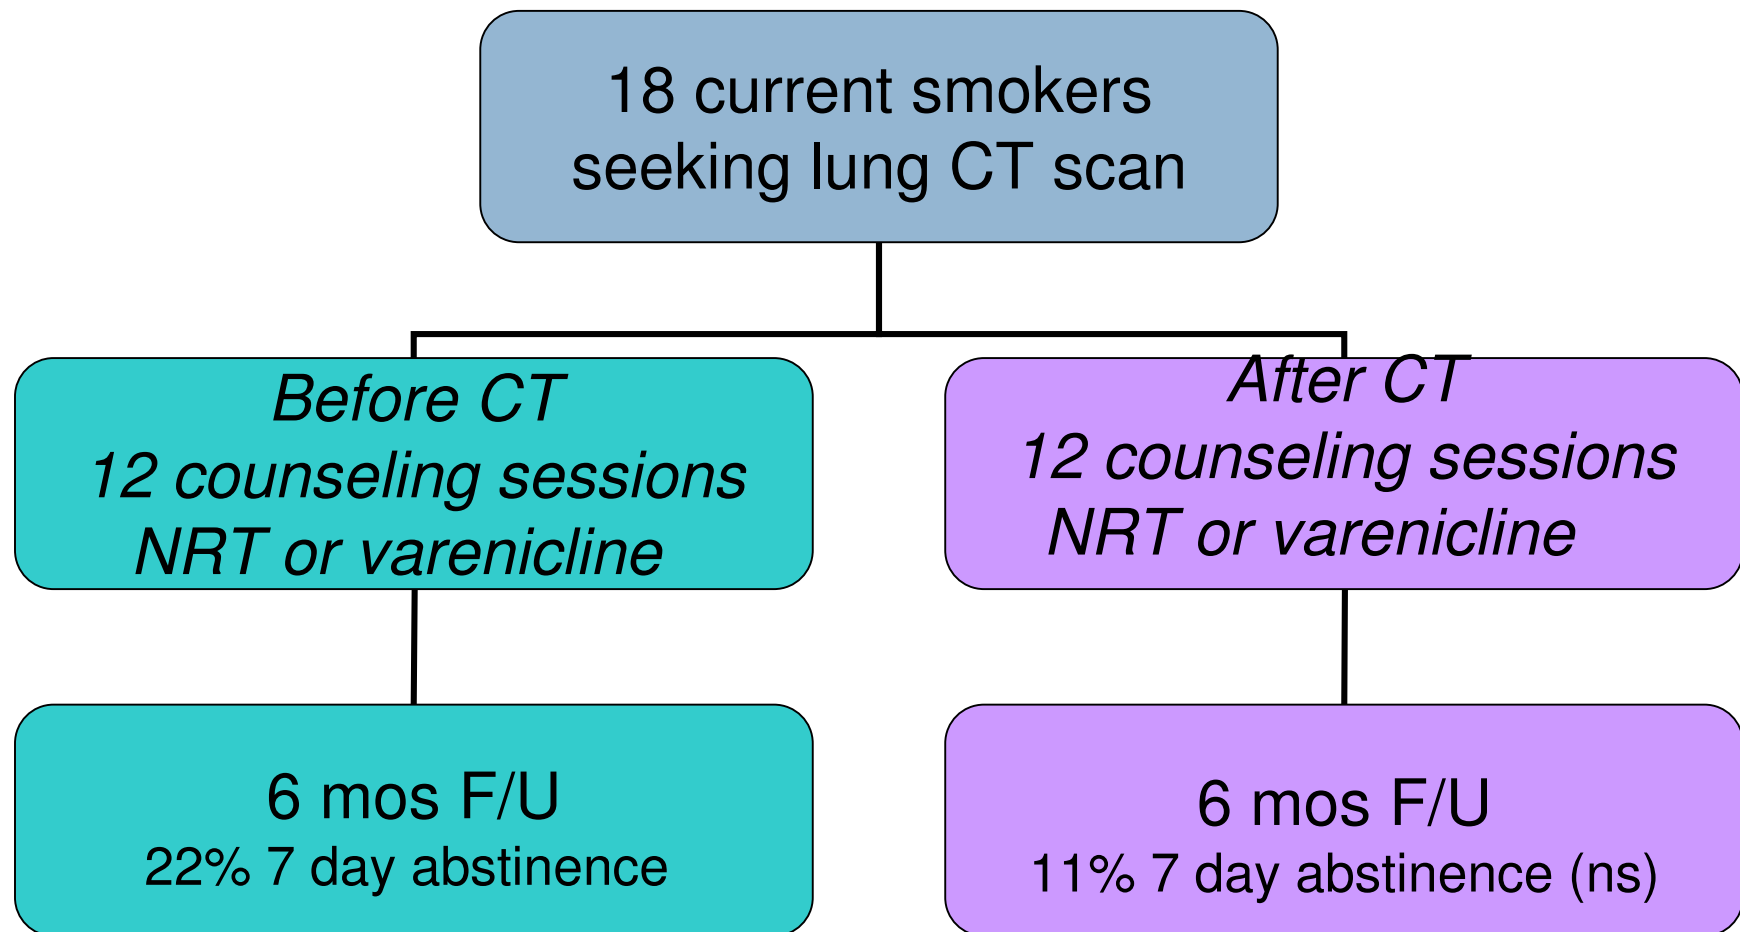 18 current smokers
seeking lung CT scan
Before CT
12 counseling sessions
NRT or varenicline
After CT
12 counseling sessions
NRT or varenicline
6 mos F/U
22% 7 day abstinence
6 mos F/U
11% 7 day abstinence (ns)